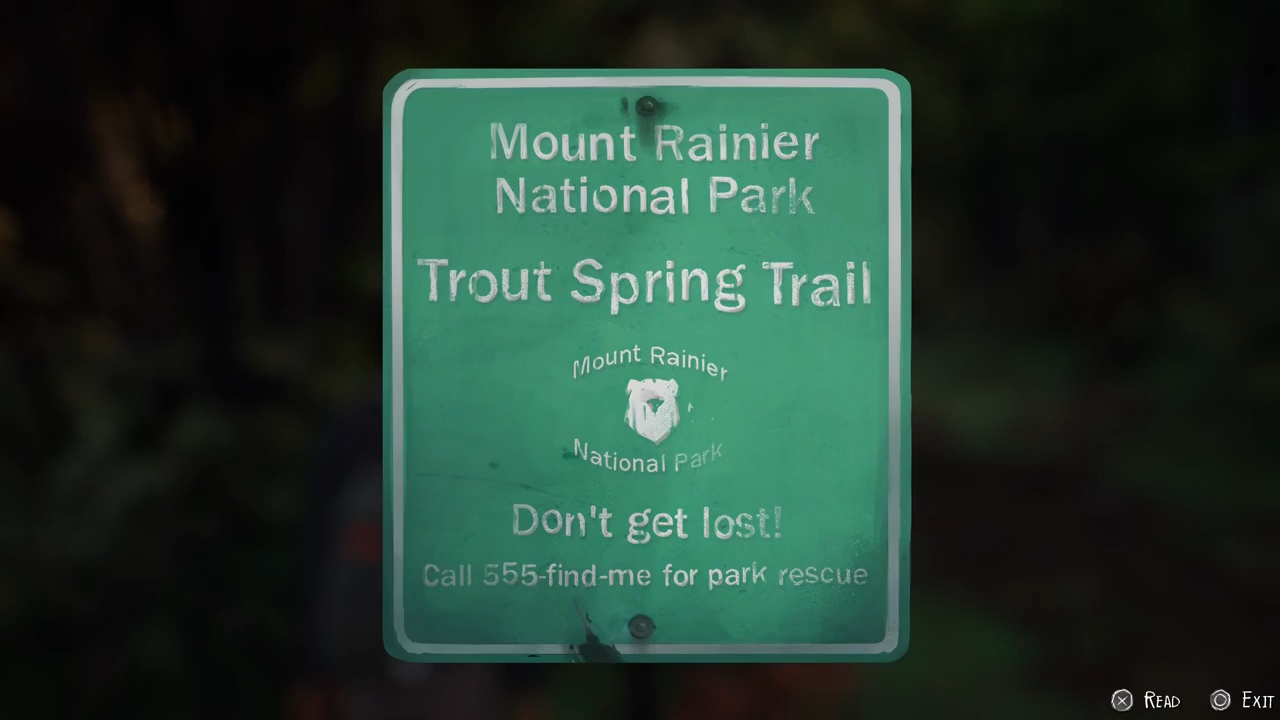 Mount Rainier
National Park
Trout Spring Trail
Mount Rainier
National Park
Don't get lost!
Call 555-find-me for park rescue
READ EXIT